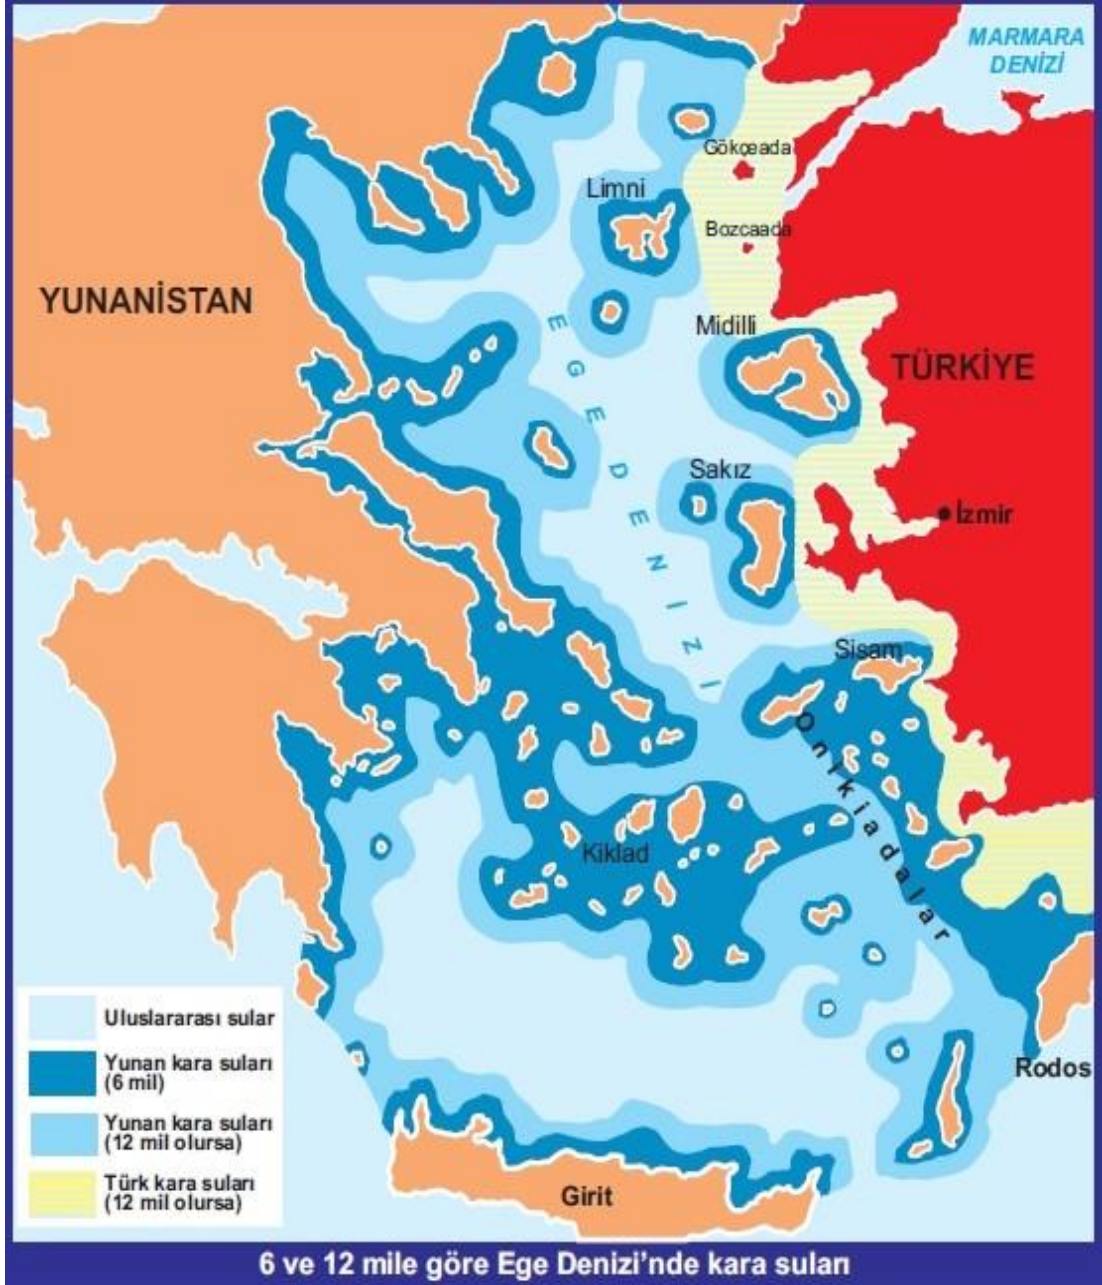 MARMARA
DENİZİ
Gökçeada
Limni
Bozcaada
YUNANİSTAN
Midilli
EGE DENİZİ
TÜRKİYE
Sakız
İzmir
Sisam
Onikiadalar
Kiklad
Uluslararası sular
Yunan kara suları
(6 mil)
Yunan kara suları
(12 mil olursa)
Türk kara suları
(12 mil olursa)
Rodos
Girit
6 ve 12 mile göre Ege Denizi’nde kara suları